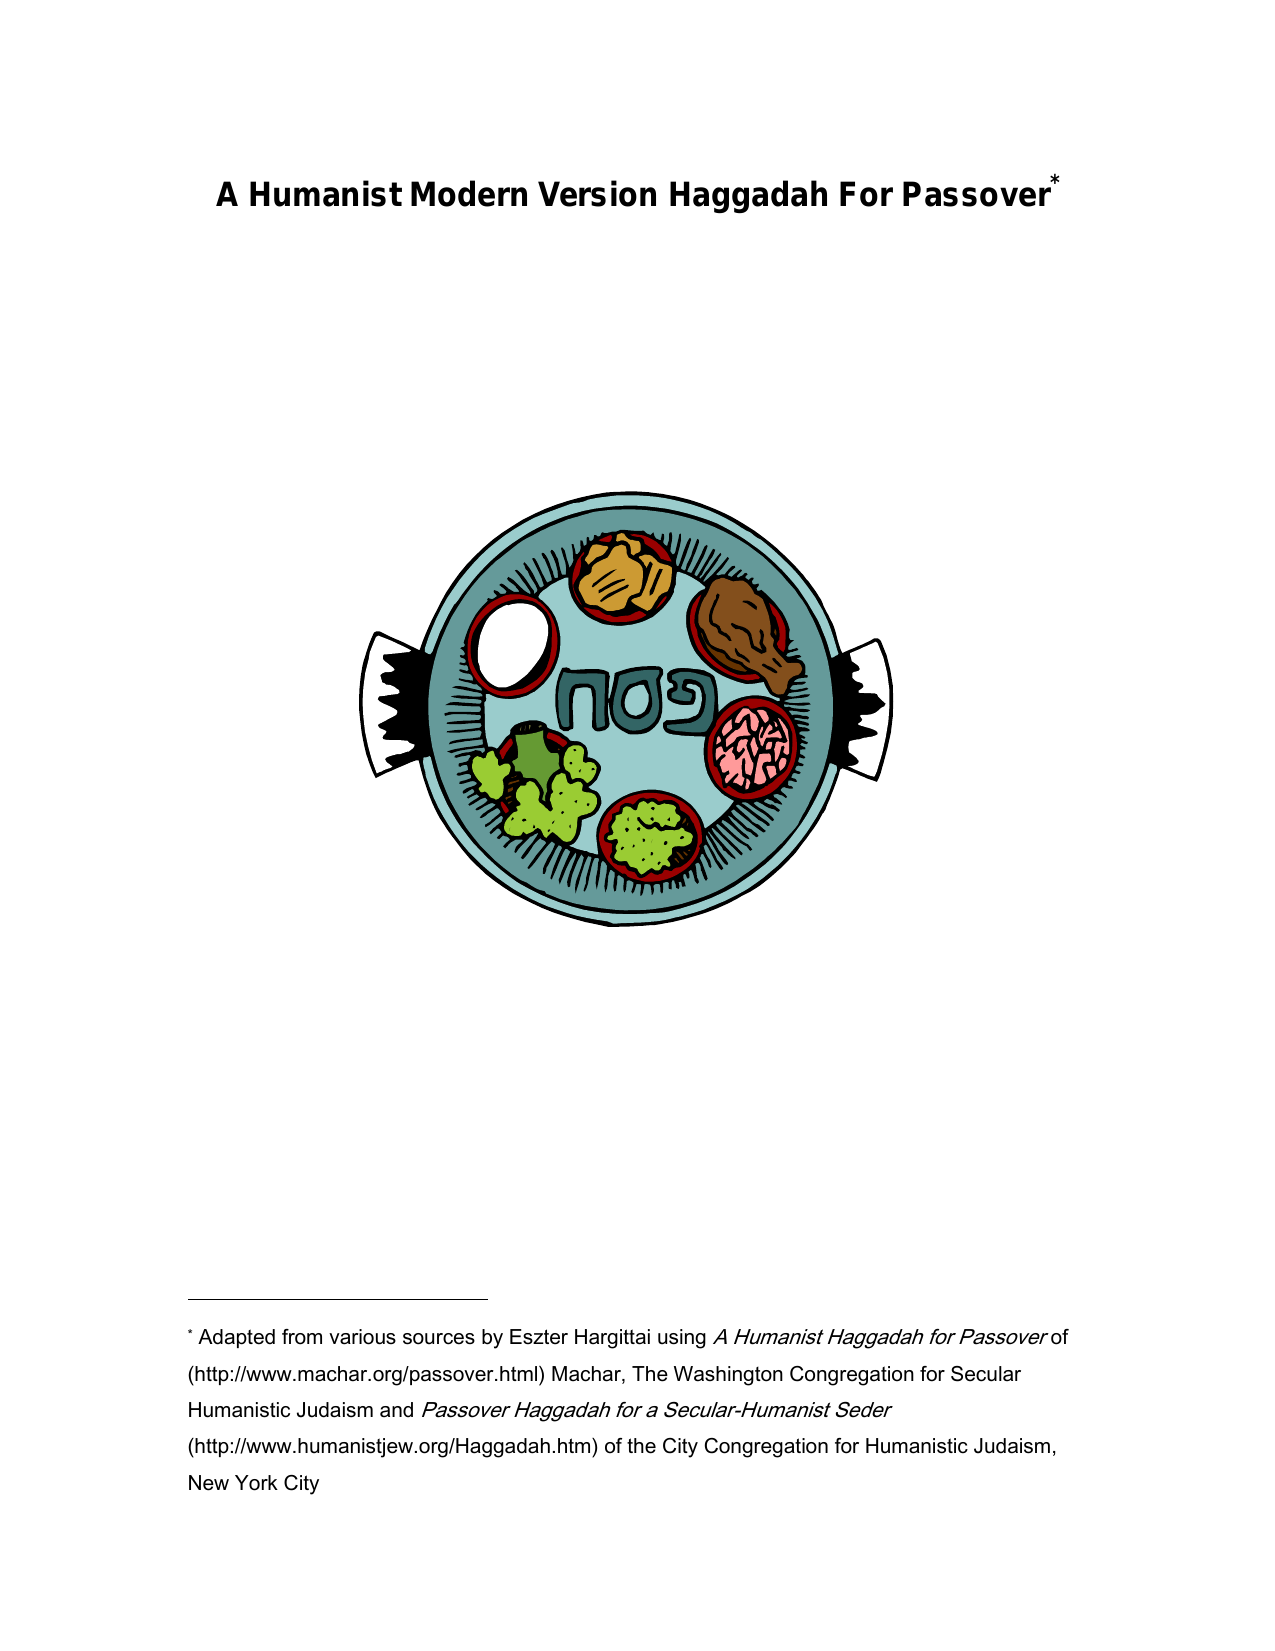 A Humanist Modern Version Haggadah For Passover*
פסח
* Adapted from various sources by Eszter Hargittai using A Humanist Haggadah for Passover of
(http://www.machar.org/passover.html) Machar, The Washington Congregation for Secular
Humanistic Judaism and Passover Haggadah for a Secular-Humanist Seder
(http://www.humanistjew.org/Haggadah.htm) of the City Congregation for Humanistic Judaism,
New York City